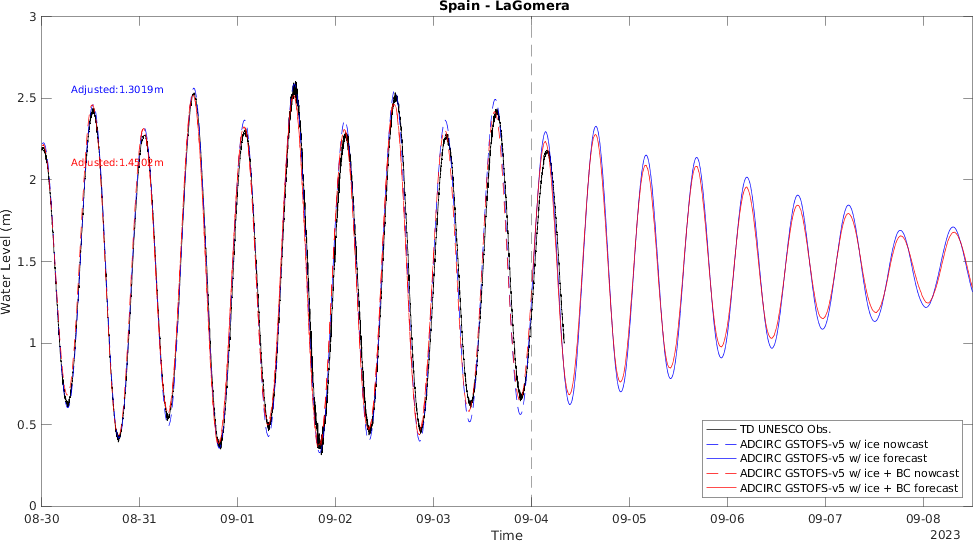 Spain - LaGomera
3
Adjusted:1.3019m
2.5
Adjusted:1.4502m
2
Water Level (m)
1.5
1
0.5
0
TD UNESCO Obs.
ADCIRC GSTOFS-v5 w/ ice nowcast
ADCIRC GSTOFS-v5 w/ ice forecast
ADCIRC GSTOFS-v5 w/ ice + BC nowcast
ADCIRC GSTOFS-v5 w/ ice + BC forecast
08-30 08-31 09-01 09-02 09-03 09-04 09-05 09-06 09-07 09-08
Time
2023